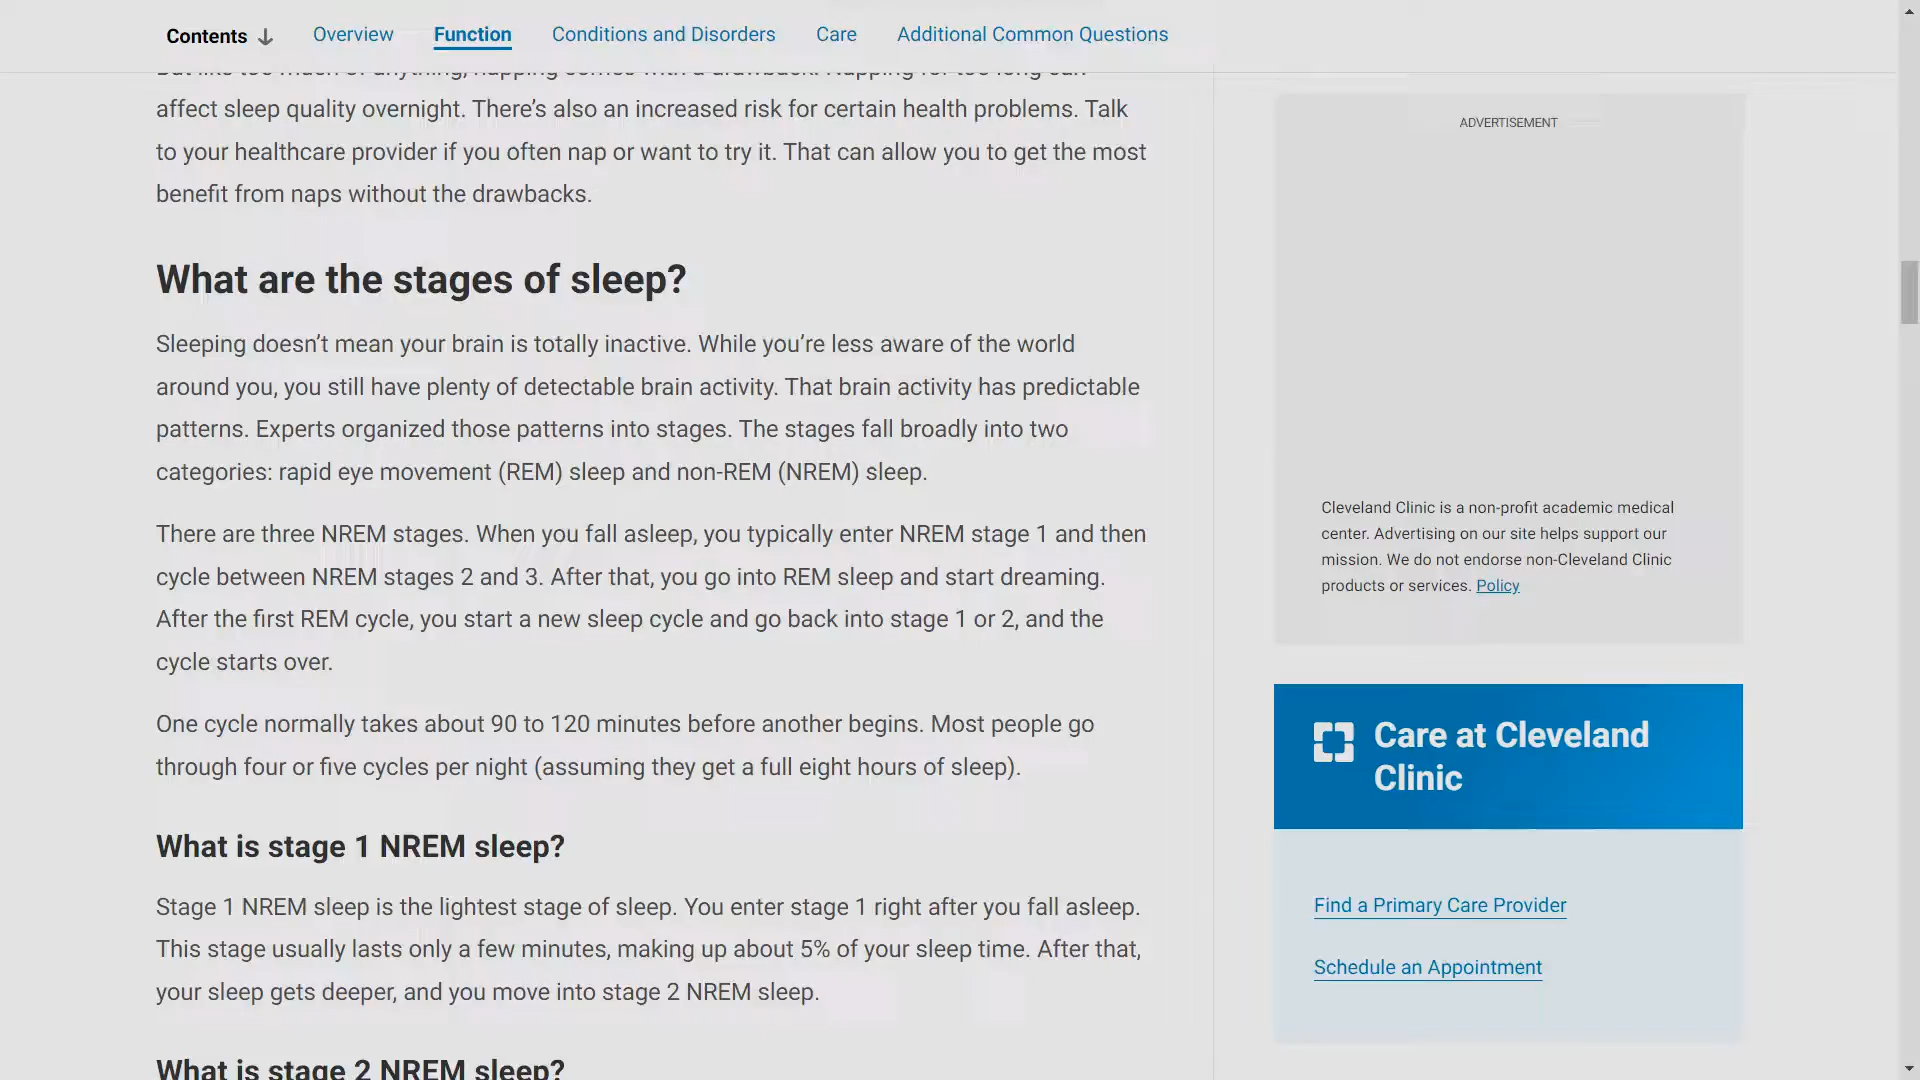 Contents
Overview
Function
Conditions and Disorders
Care
Additional Common Questions
But like too much of anything, napping comes with a drawback. Napping for too long can
affect sleep quality overnight. There’s also an increased risk for certain health problems. Talk
to your healthcare provider if you often nap or want to try it. That can allow you to get the most
benefit from naps without the drawbacks.
What are the stages of sleep?
Sleeping doesn’t mean your brain is totally inactive. While you’re less aware of the world
around you, you still have plenty of detectable brain activity. That brain activity has predictable
patterns. Experts organized those patterns into stages. The stages fall broadly into two
categories: rapid eye movement (REM) sleep and non-REM (NREM) sleep.
There are three NREM stages. When you fall asleep, you typically enter NREM stage 1 and then
cycle between NREM stages 2 and 3. After that, you go into REM sleep and start dreaming.
After the first REM cycle, you start a new sleep cycle and go back into stage 1 or 2, and the
cycle starts over.
One cycle normally takes about 90 to 120 minutes before another begins. Most people go
through four or five cycles per night (assuming they get a full eight hours of sleep).
What is stage 1 NREM sleep?
Stage 1 NREM sleep is the lightest stage of sleep. You enter stage 1 right after you fall asleep.
This stage usually lasts only a few minutes, making up about 5% of your sleep time. After that,
your sleep gets deeper, and you move into stage 2 NREM sleep.
What is stage 2 NREM sleep?
ADVERTISEMENT
Cleveland Clinic is a non-profit academic medical
center. Advertising on our site helps support our
mission. We do not endorse non-Cleveland Clinic
products or services. Policy
Care at Cleveland
Clinic
Find a Primary Care Provider
Schedule an Appointment